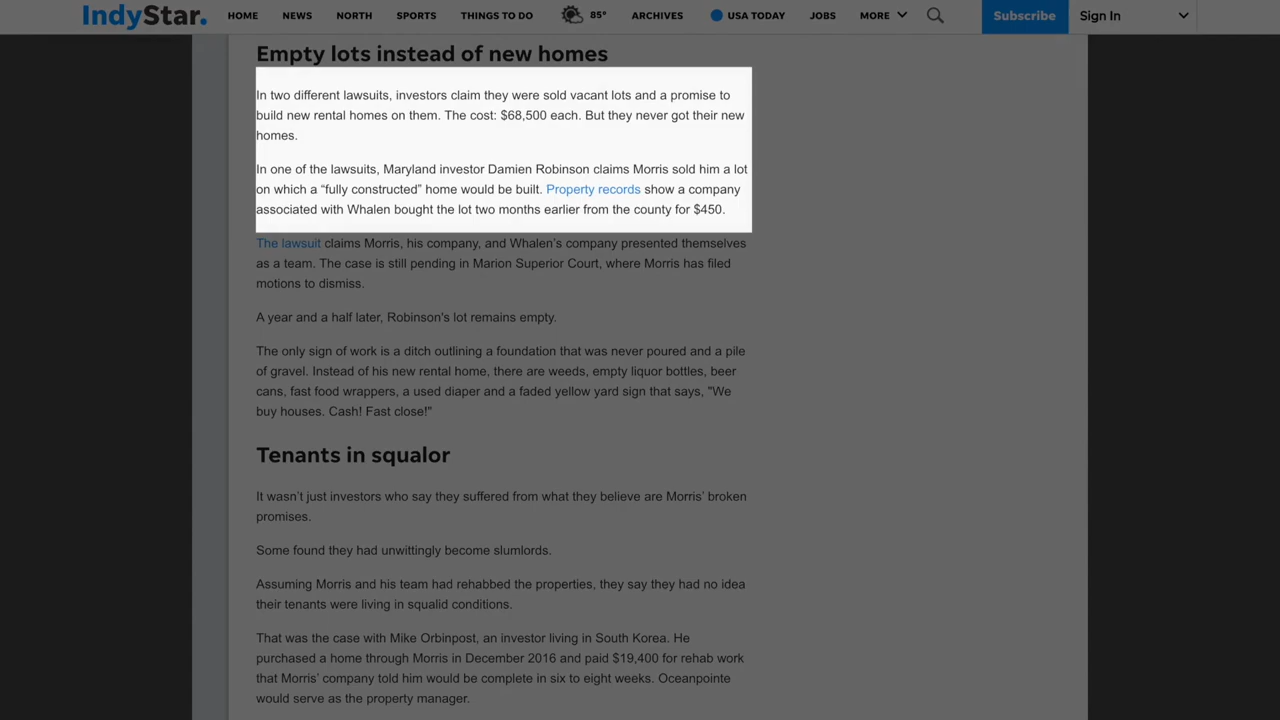 IndyStar. HOME NEWS NORTH SPORTS THINGS TO DO 85° ARCHIVES USA TODAY JOBS MORE Subscribe Sign In
Empty lots instead of new homes
In two different lawsuits, investors claim they were sold vacant lots and a promise to
build new rental homes on them. The cost: $68,500 each. But they never got their new
homes.
In one of the lawsuits, Maryland investor Damien Robinson claims Morris sold him a lot
on which a “fully constructed” home would be built. Property records show a company
associated with Whalen bought the lot two months earlier from the county for $450.
The lawsuit claims Morris, his company, and Whalen’s company presented themselves
as a team. The case is still pending in Marion Superior Court, where Morris has filed
motions to dismiss.
A year and a half later, Robinson's lot remains empty.
The only sign of work is a ditch outlining a foundation that was never poured and a pile
of gravel. Instead of his new rental home, there are weeds, empty liquor bottles, beer
cans, fast food wrappers, a used diaper and a faded yellow yard sign that says, "We
buy houses. Cash! Fast close!"
Tenants in squalor
It wasn’t just investors who say they suffered from what they believe are Morris’ broken
promises.
Some found they had unwittingly become slumlords.
Assuming Morris and his team had rehabbed the properties, they say they had no idea
their tenants were living in squalid conditions.
That was the case with Mike Orbinpost, an investor living in South Korea. He
purchased a home through Morris in December 2016 and paid $19,400 for rehab work
that Morris’ company told him would be complete in six to eight weeks. Oceanpointe
would serve as the property manager.